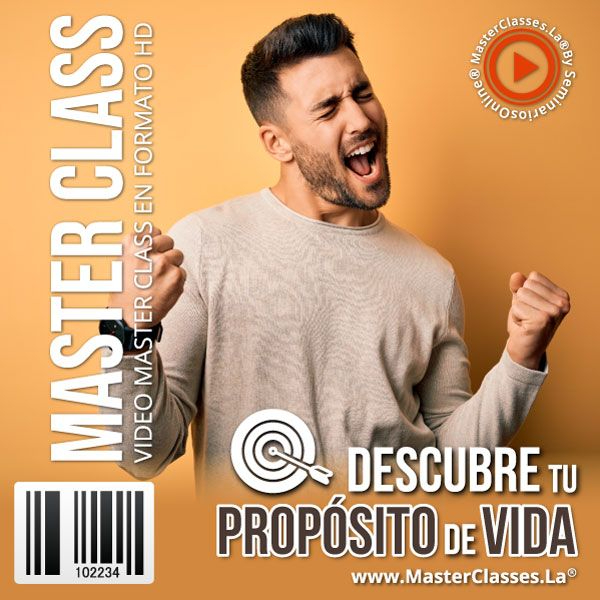 MASTER CLASS
VIDEO MASTER CLASS EN FORMATO HD
MasterClasses.La®By SeminariosOnline®
DESCUBRE TU
PROPÓSITO DE VIDA
www.MasterClasses.La®
102234